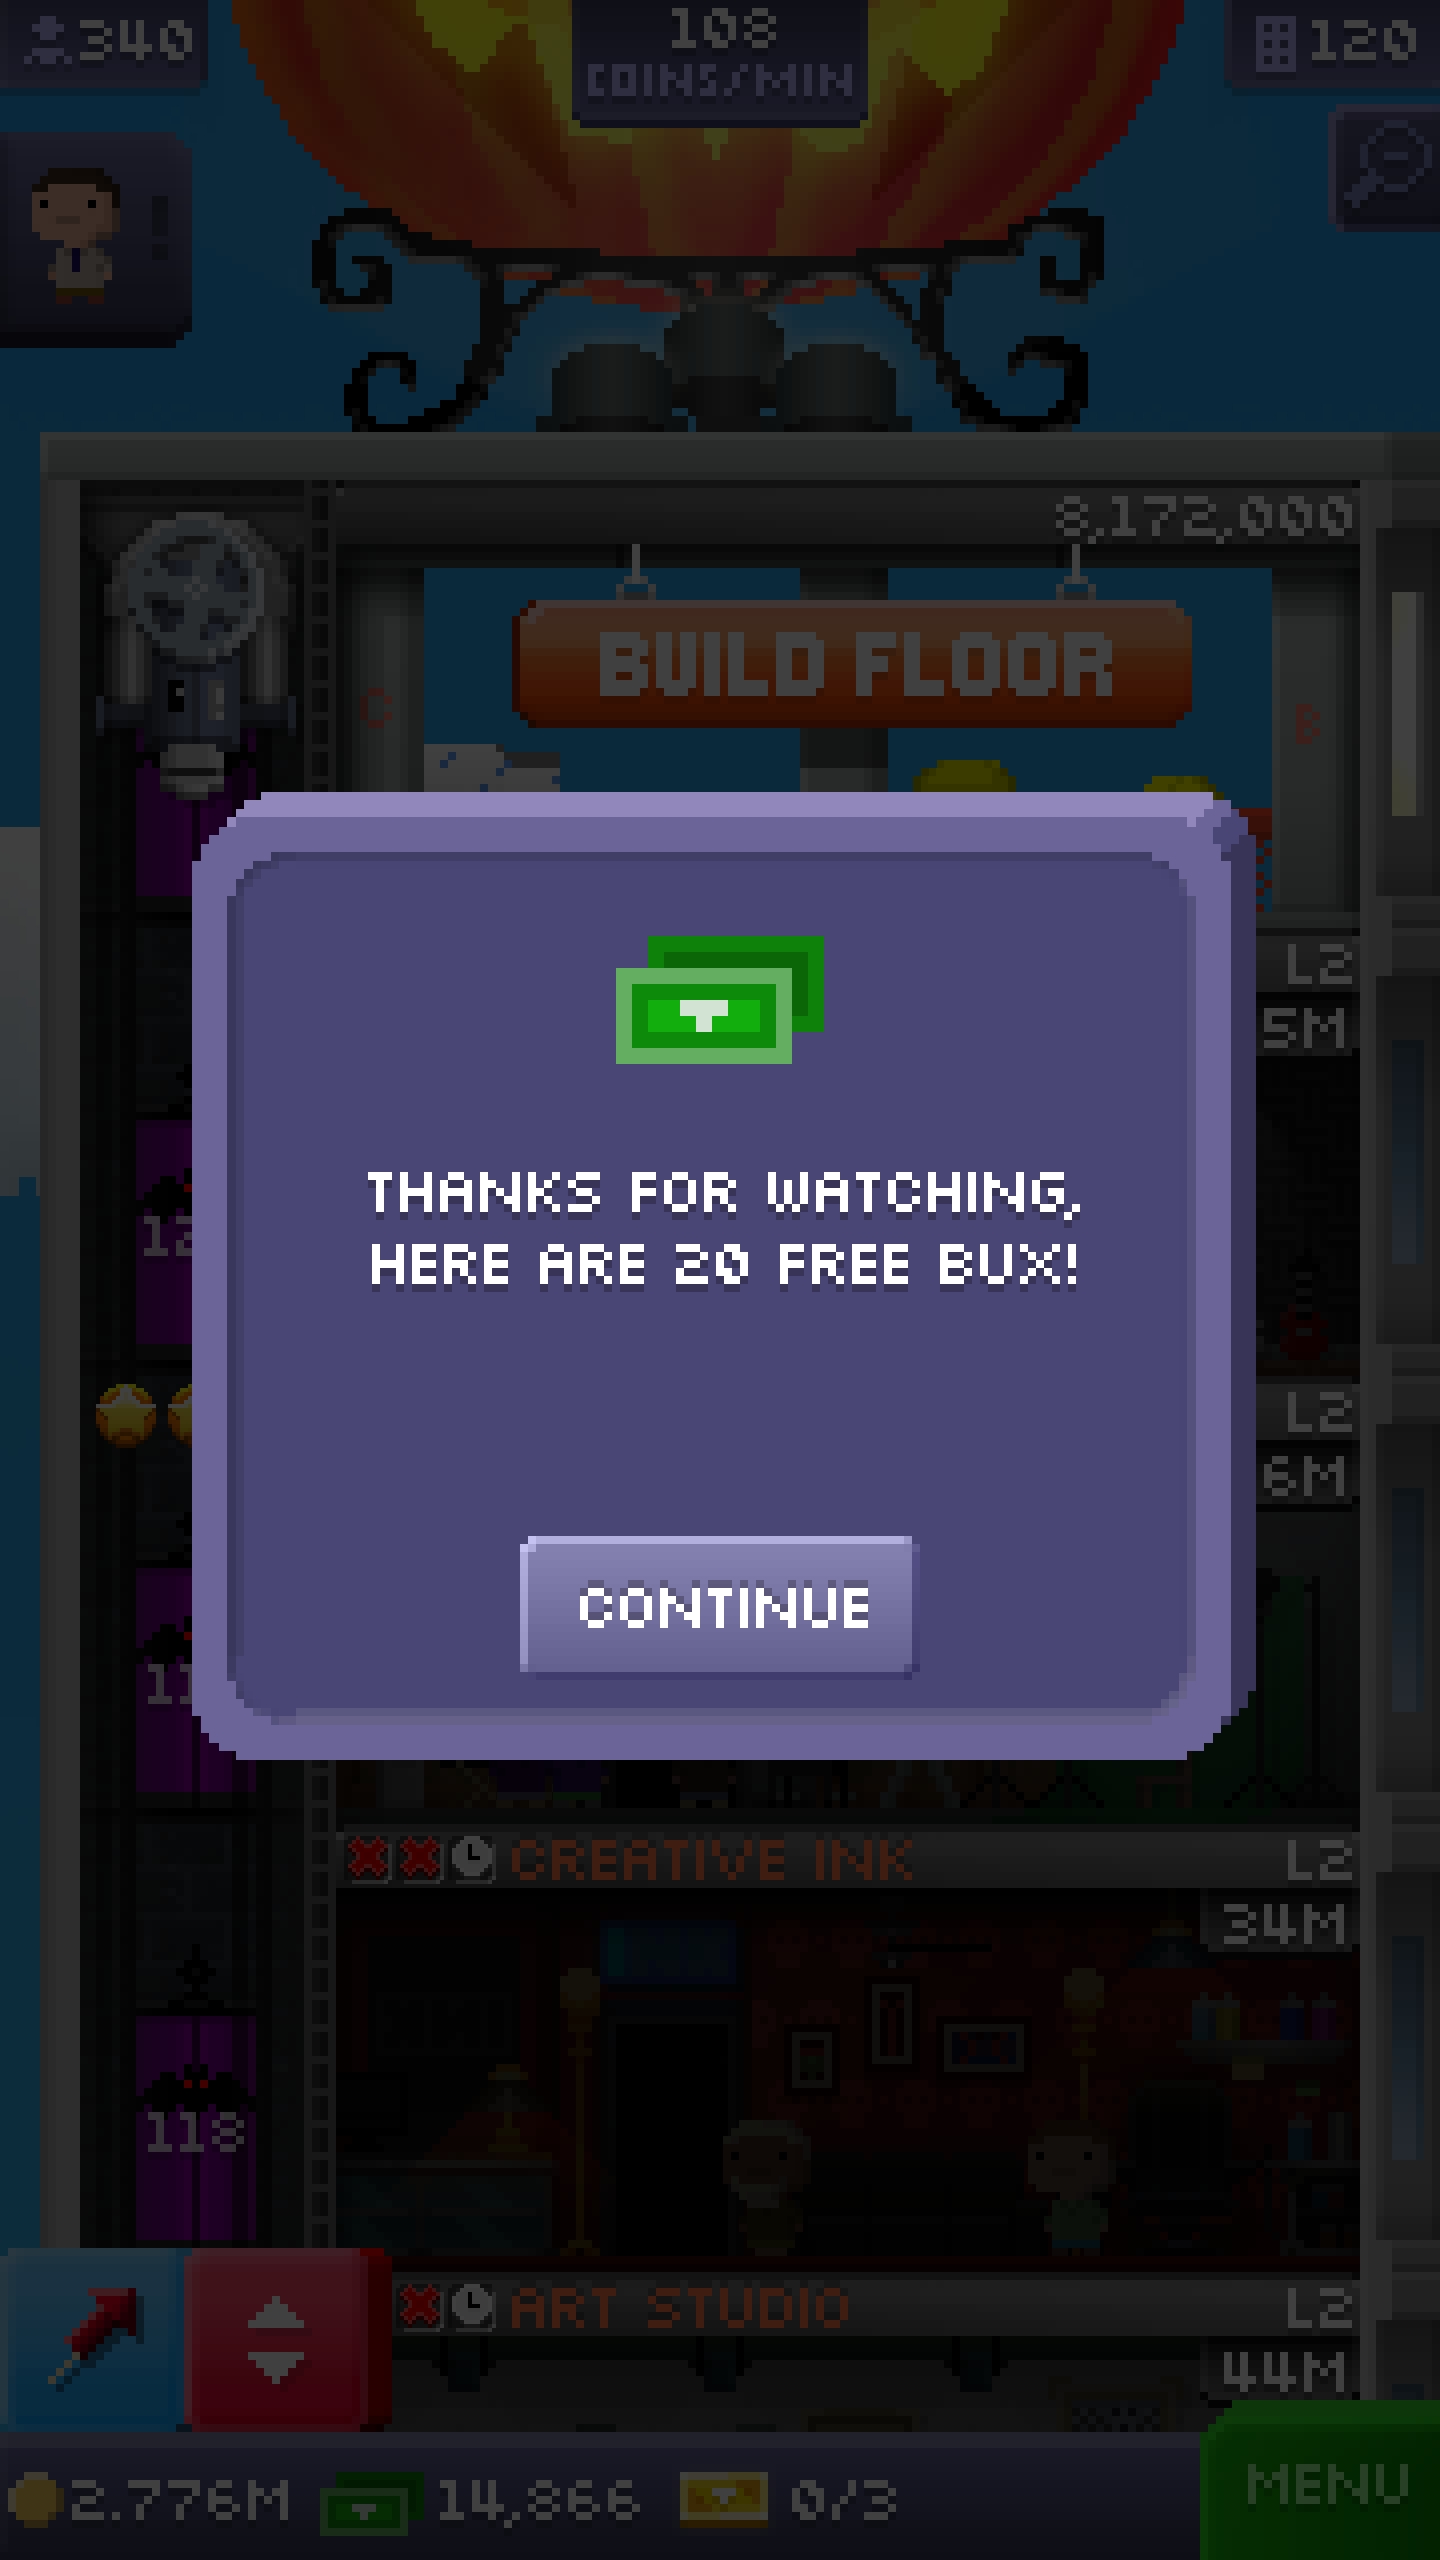 340
108
COINS/MIN
120
8,172,000
BUILD FLOOR
C
B
L2
5M
L2
6M
THANKS FOR WATCHING,
HERE ARE 20 FREE BUX!
CONTINUE
CREATIVE INK
L2
34M
118
ART STUDIO
L2
44M
2.776M
14,866
0/3
MENU